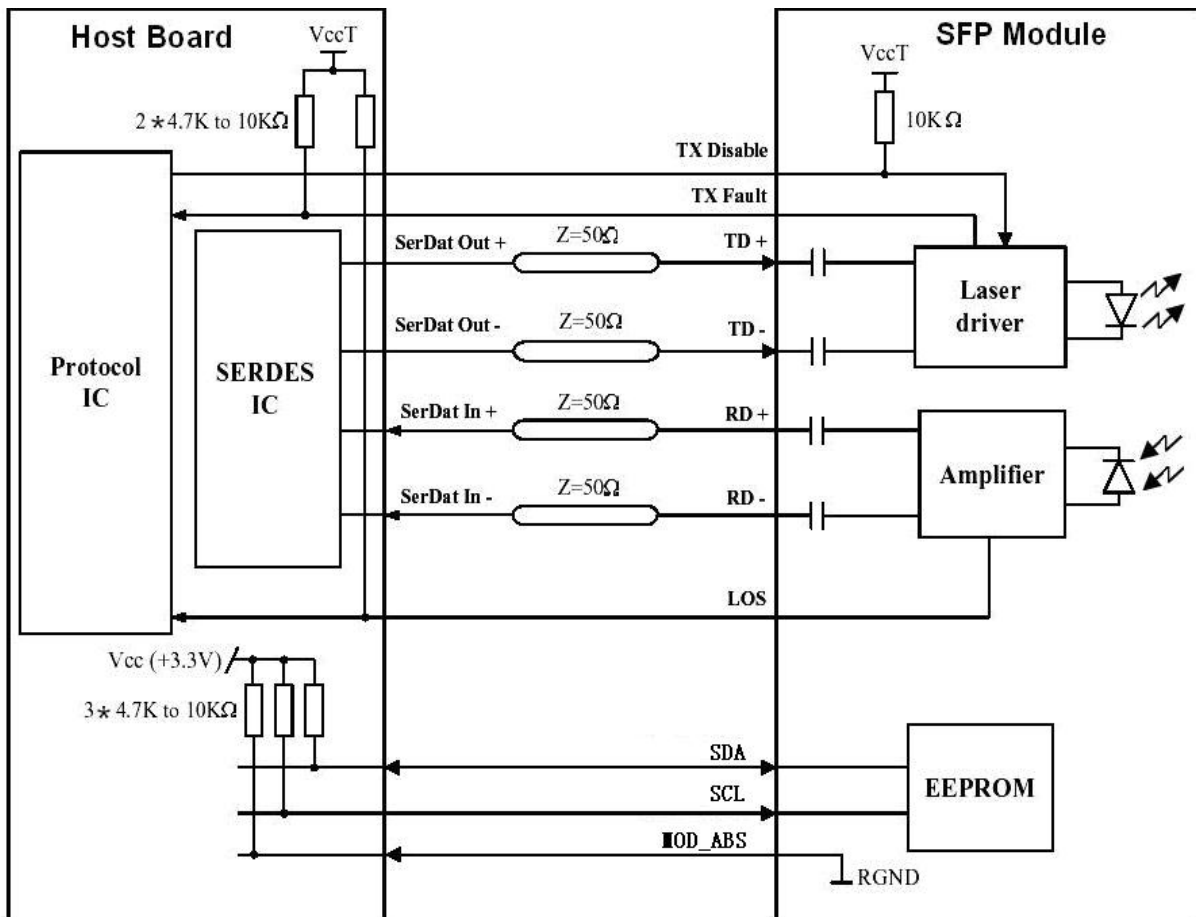 Host Board
SFP Module
VccT
VccT
2*4.7K to 10KΩ
10KΩ
TX Disable
TX Fault
SerDat Out +
Z=50Ω
TD +
Laser
driver
SerDat Out -
Z=50Ω
TD -
Protocol
IC
SERDES
IC
SerDat In +
Z=50Ω
RD +
Amplifier
SerDat In -
Z=50Ω
RD -
LOS
Vcc (+3.3V)
3*4.7K to 10KΩ
SDA
EEPROM
SCL
MOD_ABS
RGND